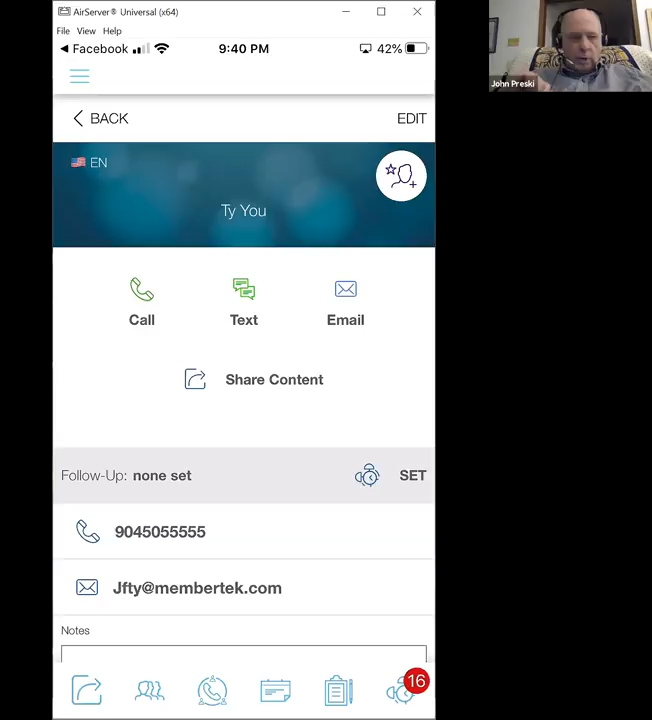 AirServer® Universal (x64)
File View Help
Facebook 9:40 PM 42%
BACK EDIT
EN
Ty You
Call Text Email
Share Content
Follow-Up: none set SET
9045055555
Jfty@membertek.com
Notes
16
John Preski